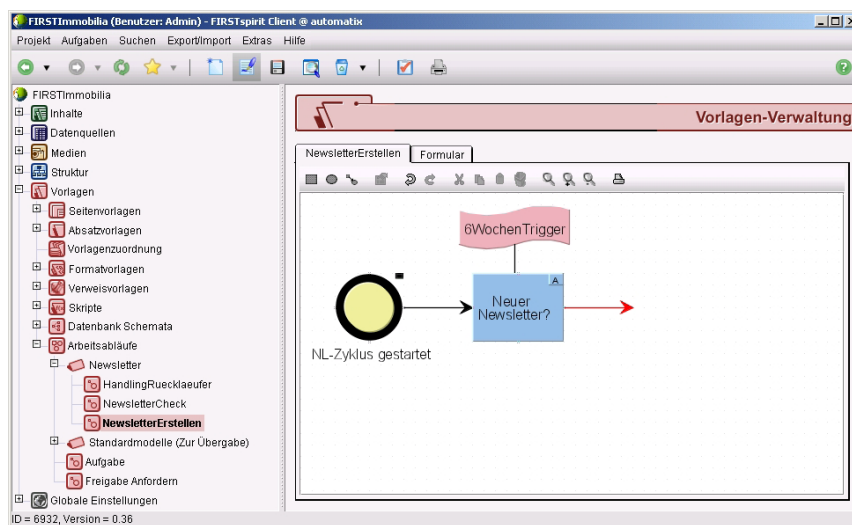 FIRSTImmobilia (Benutzer: Admin) - FIRSTspirit Client @ automatix
Projekt Aufgaben Suchen Export/Import Extras Hilfe
FIRSTImmobilia
Inhalte
Datenquellen
Medien
Struktur
Vorlagen
Seitenvorlagen
Absatzvorlagen
Vorlagenzuordnung
Formatvorlagen
Verweisvorlagen
Skripte
Datenbank Schemata
Arbeitsabläufe
Newsletter
HandlingRuecklaeufer
NewsletterCheck
NewsletterErstellen
Standardmodelle (Zur Übergabe)
Aufgabe
Freigabe Anfordern
Globale Einstellungen
Vorlagen-Verwaltung
NewsletterErstellen Formular
6WochenTrigger
A
Neuer
Newsletter?
NL-Zyklus gestartet
ID = 6932, Version = 0.36